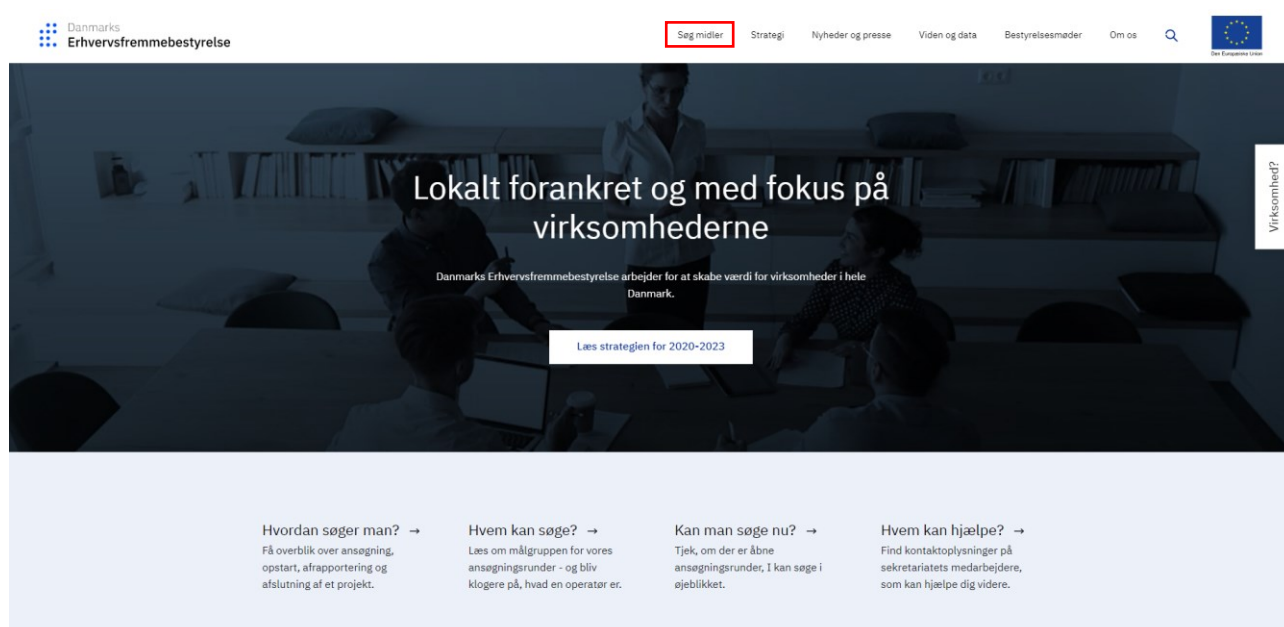 Danmarks
Erhvervsfremmebestyrelse
Søg midler
Strategi
Nyheder og presse
Viden og data
Bestyrelsesmøder
Om os
Den Europæiske Union
Virksomhed?
Lokalt forankret og med fokus på
virksomhederne
Danmarks Erhvervsfremmebestyrelse arbejder for at skabe værdi for virksomheder i hele
Danmark.
Læs strategien for 2020-2023
Hvordan søger man? →
Få overblik over ansøgning,
opstart, afrapportering og
afslutning af et projekt.
Hvem kan søge? →
Læs om målgruppen for vores
ansøgningsrunder - og bliv
klogere på, hvad en operatør er.
Kan man søge nu? →
Tjek, om der er åbne
ansøgningsrunder, I kan søge i
øjeblikket.
Hvem kan hjælpe? →
Find kontaktoplysninger på
sekretariatets medarbejdere,
som kan hjælpe dig videre.